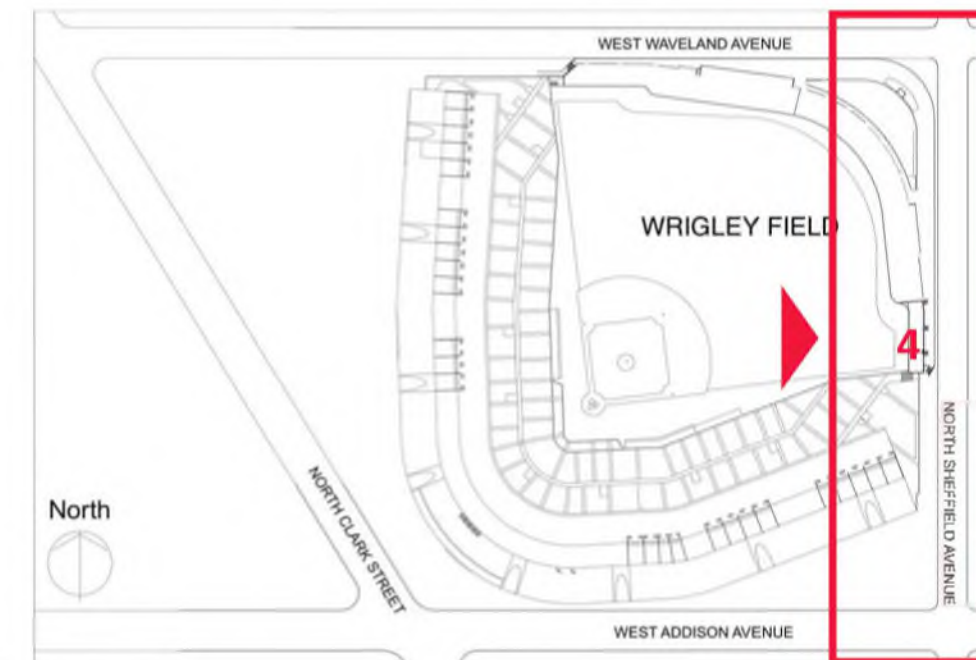 WEST WAVELAND AVENUE
WRIGLEY FIELD
4
NORTH SHEFFIELD AVENUE
NORTH CLARK STREET
North
WEST ADDISON AVENUE